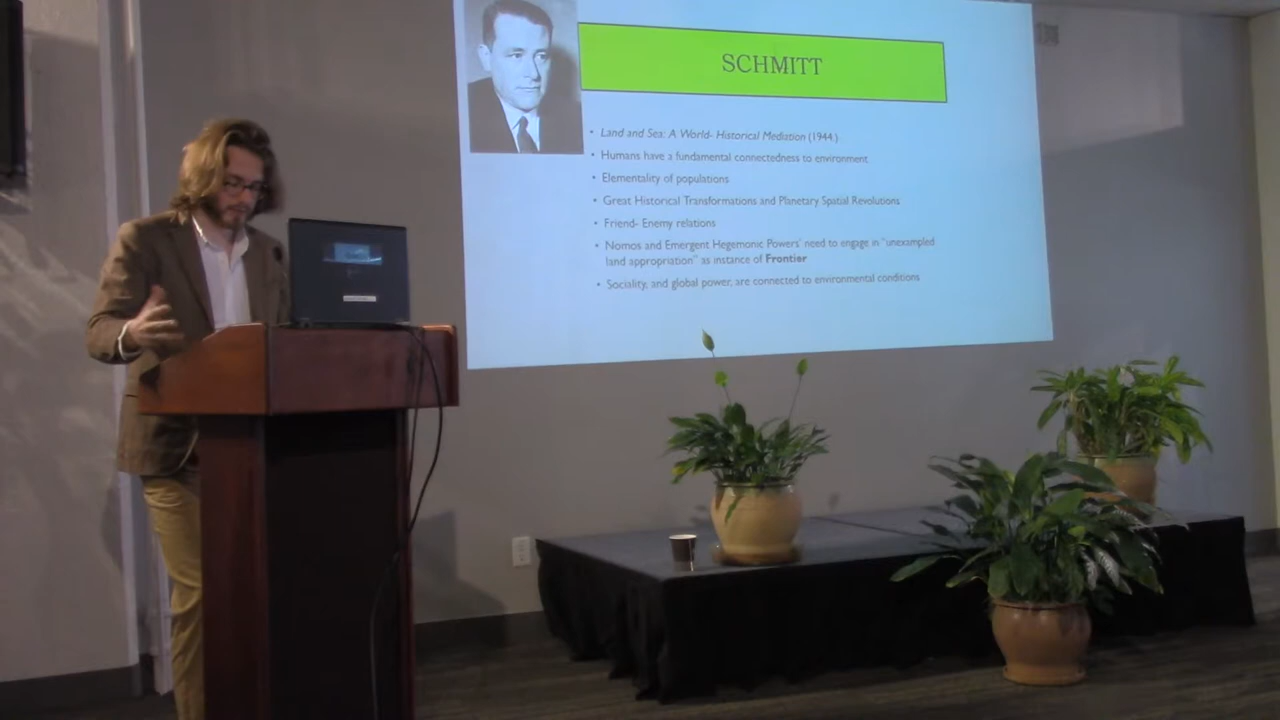 SCHMITT
• Land and Sea: A World- Historical Mediation (1944.)
• Humans have a fundamental connectedness to environment
• Elementality of populations
• Great Historical Transformations and Planetary Spatial Revolutions
• Friend- Enemy relations
• Nomos and Emergent Hegemonic Powers' need to engage in "unexampled
land appropriation" as instance of Frontier
• Sociality, and global power, are connected to environmental conditions